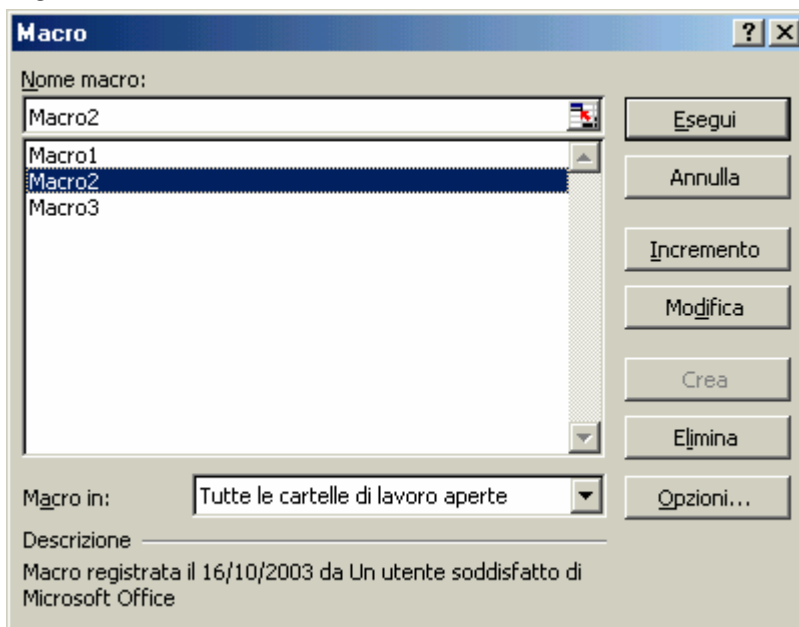 Macro
Nome macro:
Macro2
Esegui
Macro1
Macro2
Macro3
Annulla
Incremento
Modifica
Crea
Elimina
Macro in:
Tutte le cartelle di lavoro aperte
Opzioni...
Descrizione
Macro registrata il 16/10/2003 da Un utente soddisfatto di
Microsoft Office